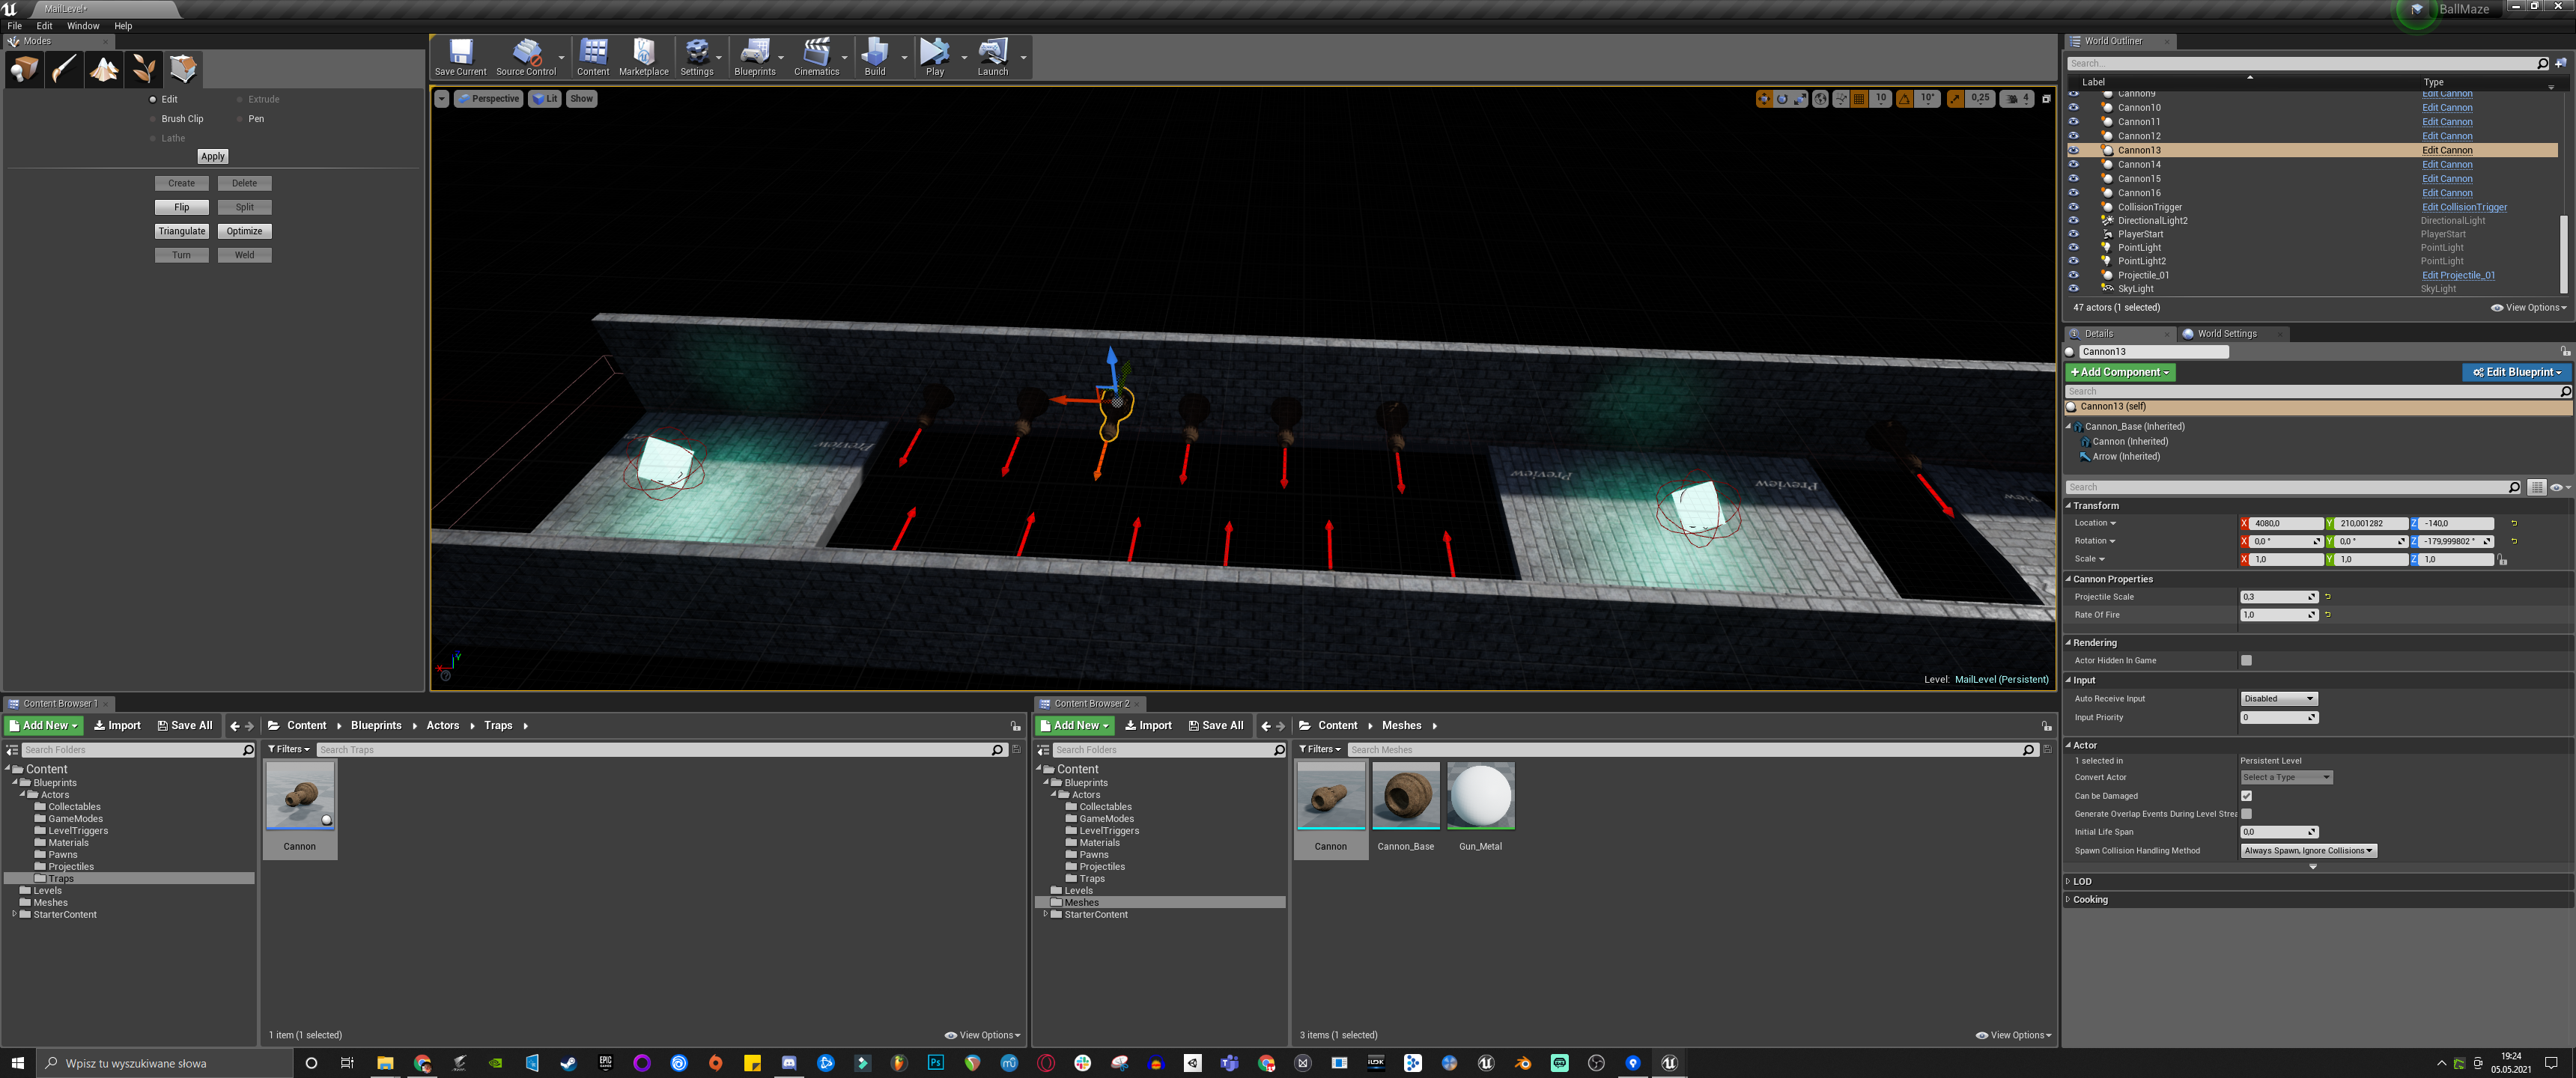 MailLevel*
BallMaze
File Edit Window Help
Modes
Edit Extrude
Brush Clip Pen
Lathe
Apply
Create Delete
Flip Split
Triangulate Optimize
Turn Weld
Save Current Source Control Content Marketplace Settings Blueprints Cinematics Build Play Launch
Perspective Lit Show
10 10° 0,25 4
Preview
Preview
Preview
Level: MailLevel (Persistent)
World Outliner
Search...
Label Type
Cannon9 Edit Cannon
Cannon10 Edit Cannon
Cannon11 Edit Cannon
Cannon12 Edit Cannon
Cannon13 Edit Cannon
Cannon14 Edit Cannon
Cannon15 Edit Cannon
Cannon16 Edit Cannon
CollisionTrigger Edit CollisionTrigger
DirectionalLight2 DirectionalLight
PlayerStart PlayerStart
PointLight PointLight
PointLight2 PointLight
Projectile_01 Edit Projectile_01
SkyLight SkyLight
47 actors (1 selected) View Options
Details World Settings
Cannon13
+Add Component Edit Blueprint
Search
Cannon13 (self)
Cannon_Base (Inherited)
Cannon (Inherited)
Arrow (Inherited)
Search
Transform
Location X 4080,0 Y 210,001282 Z -140,0
Rotation X 0,0 ° Y 0,0 ° Z -179,999802 °
Scale X 1,0 Y 1,0 Z 1,0
Cannon Properties
Projectile Scale 0,3
Rate Of Fire 1,0
Rendering
Actor Hidden In Game
Input
Auto Receive Input Disabled
Input Priority 0
Actor
1 selected in Persistent Level
Convert Actor Select a Type
Can be Damaged
Generate Overlap Events During Level Strea
Initial Life Span 0,0
Spawn Collision Handling Method Always Spawn, Ignore Collisions
LOD
Cooking
Content Browser 1
Add New Import Save All Content Blueprints Actors Traps
Search Folders
Filters Search Traps
Content
Blueprints
Actors
Collectables
GameModes
LevelTriggers
Materials
Pawns
Projectiles
Traps
Levels
Meshes
StarterContent
Cannon
1 item (1 selected) View Options
Content Browser 2
Add New Import Save All Content Meshes
Search Folders
Filters Search Meshes
Content
Blueprints
Actors
Collectables
GameModes
LevelTriggers
Materials
Pawns
Projectiles
Traps
Levels
Meshes
StarterContent
Cannon Cannon_Base Gun_Metal
3 items (1 selected) View Options
Wpisz tu wyszukiwane słowa
EPIC
Ps
19:24
05.05.2021